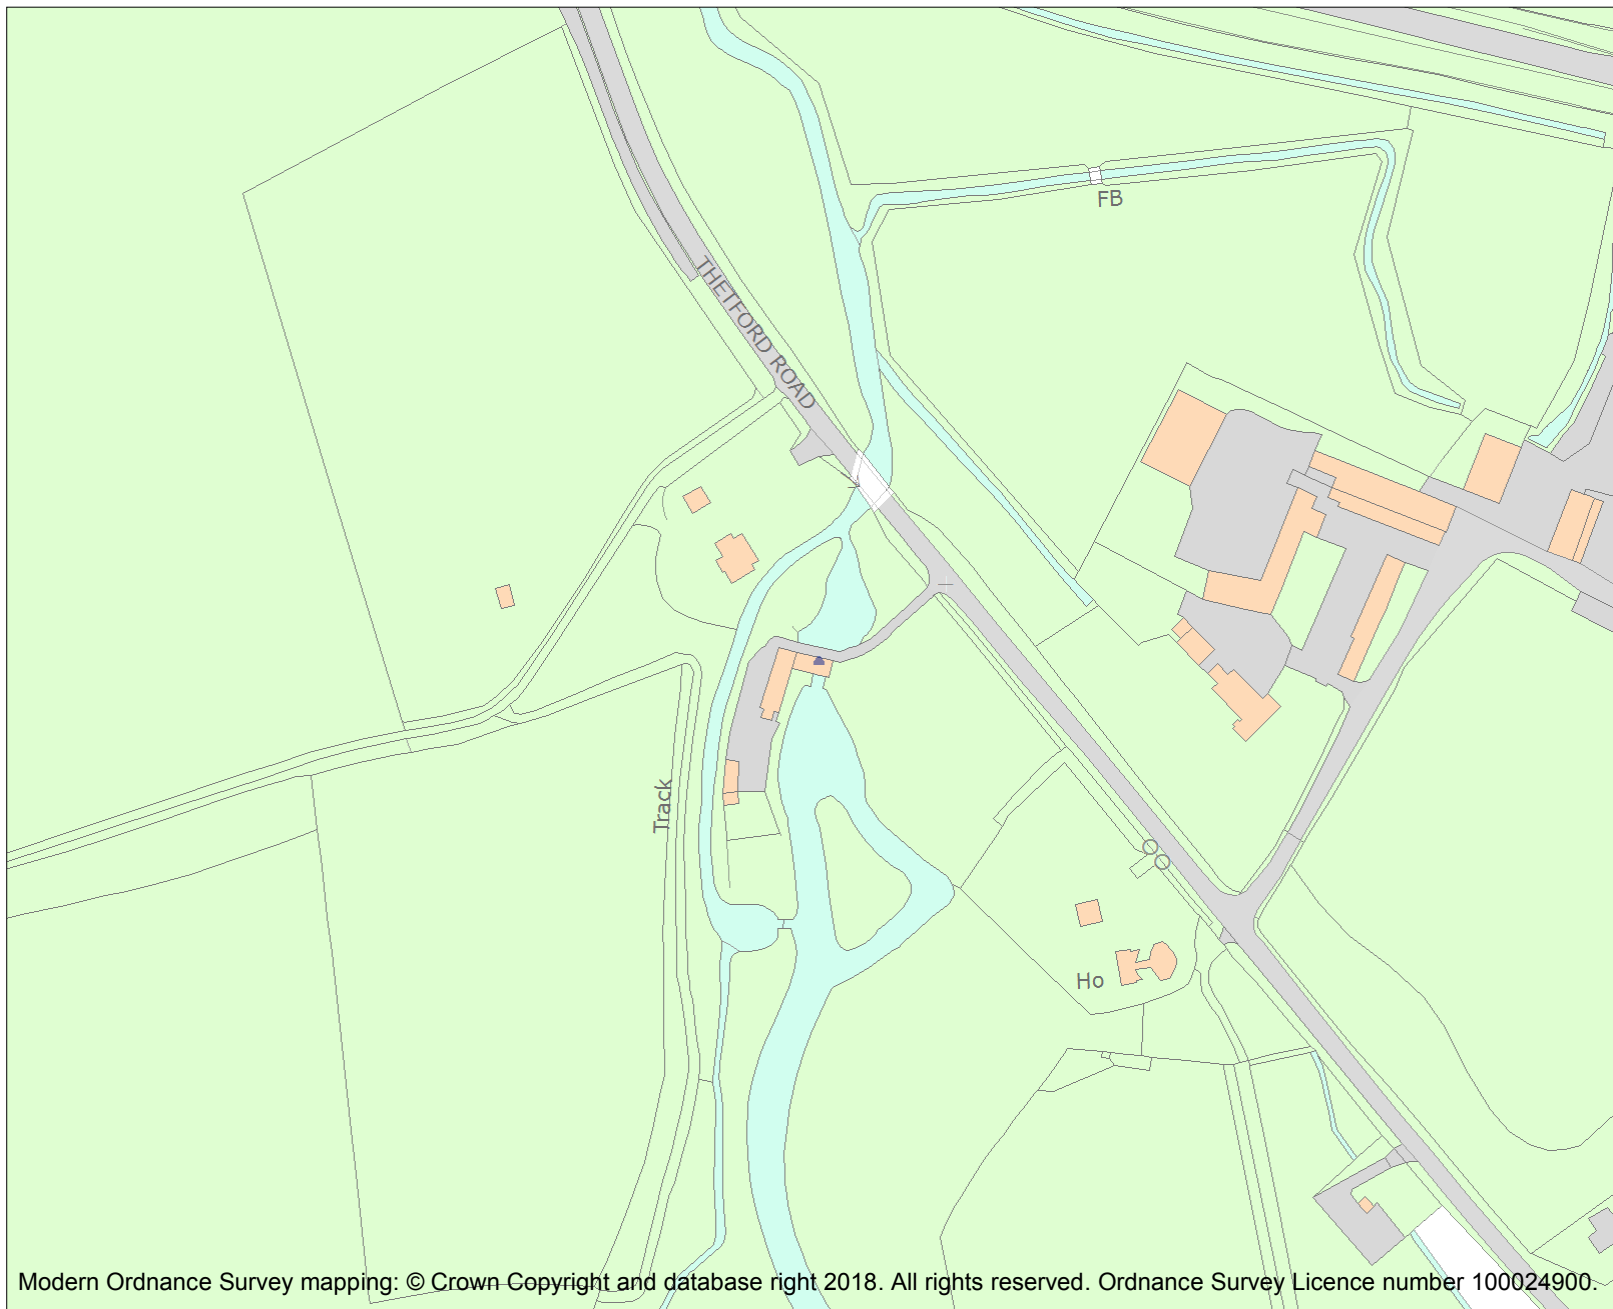 FB
THETFORD ROAD
Track
Ho
Modern Ordnance Survey mapping: © Crown Copyright and database right 2018. All rights reserved. Ordnance Survey Licence number 100024900.